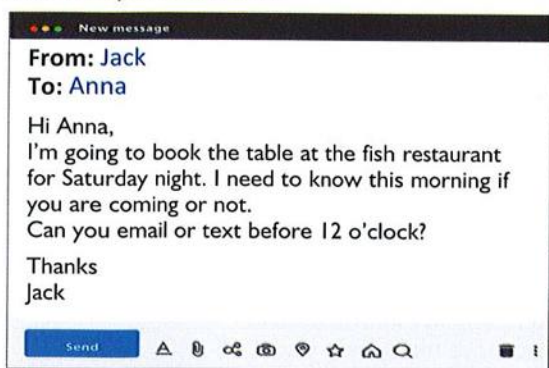 New message
From: Jack
To: Anna
Hi Anna,
I'm going to book the table at the fish restaurant
for Saturday night. I need to know this morning if
you are coming or not.
Can you email or text before 12 o'clock?
Thanks
Jack
Send